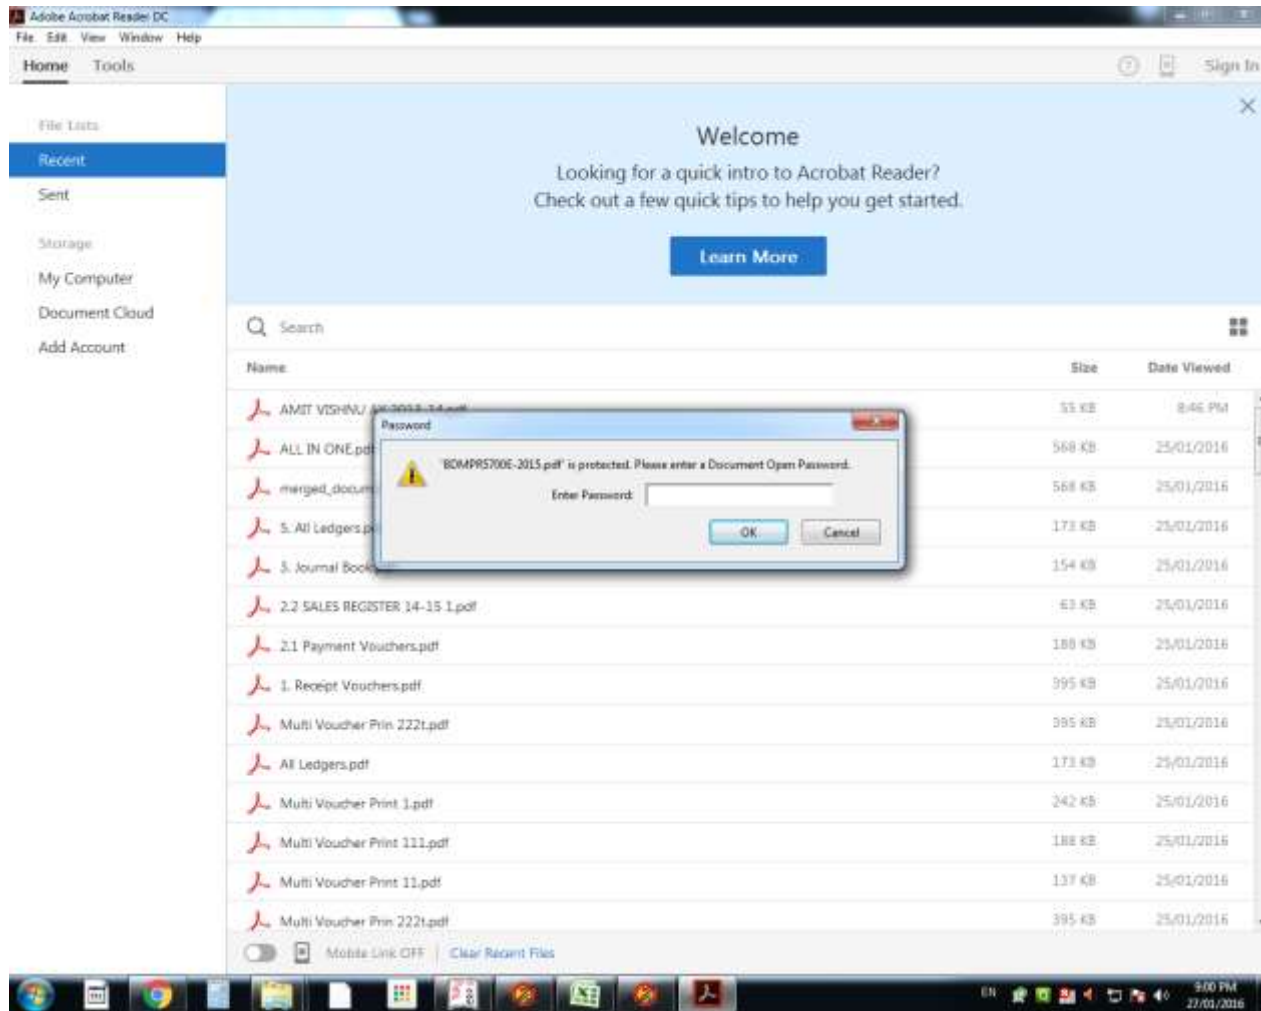 Adobe Acrobat Reader DC
File Edit View Window Help
Home Tools
Sign In
File Lists
Recent
Sent
Storage
My Computer
Document Cloud
Add Account
Welcome
Looking for a quick intro to Acrobat Reader?
Check out a few quick tips to help you get started.
Learn More
Search
Name Size Date Viewed
AMIT VISHNU AY 2013-14.pdf 55 KB 8:46 PM
ALL IN ONE.pd 568 KB 25/01/2016
merged_docum 568 KB 25/01/2016
5. All Ledgers.p 173 KB 25/01/2016
3. Journal Book 154 KB 25/01/2016
2.2 SALES REGISTER 14-15 1.pdf 63 KB 25/01/2016
2.1 Payment Vouchers.pdf 188 KB 25/01/2016
1. Receipt Vouchers.pdf 395 KB 25/01/2016
Multi Voucher Prin 222t.pdf 395 KB 25/01/2016
All Ledgers.pdf 173 KB 25/01/2016
Multi Voucher Print 1.pdf 242 KB 25/01/2016
Multi Voucher Print 111.pdf 188 KB 25/01/2016
Multi Voucher Print 11.pdf 137 KB 25/01/2016
Multi Voucher Prin 222t.pdf 395 KB 25/01/2016
Password
'BDMPR5700E-2015.pdf' is protected. Please enter a Document Open Password.
Enter Password:
OK Cancel
Mobile Link OFF Clear Recent Files
EN
9:00 PM
27/01/2016